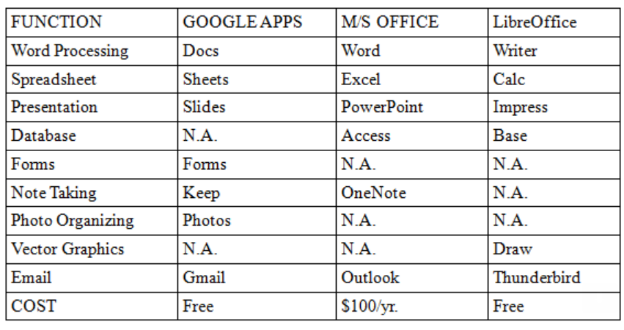 FUNCTION GOOGLE APPS M/S OFFICE LibreOffice
Word Processing Docs Word Writer
Spreadsheet Sheets Excel Calc
Presentation Slides PowerPoint Impress
Database N.A. Access Base
Forms Forms N.A. N.A.
Note Taking Keep OneNote N.A.
Photo Organizing Photos N.A. N.A.
Vector Graphics N.A. N.A. Draw
Email Gmail Outlook Thunderbird
COST Free $100/yr. Free